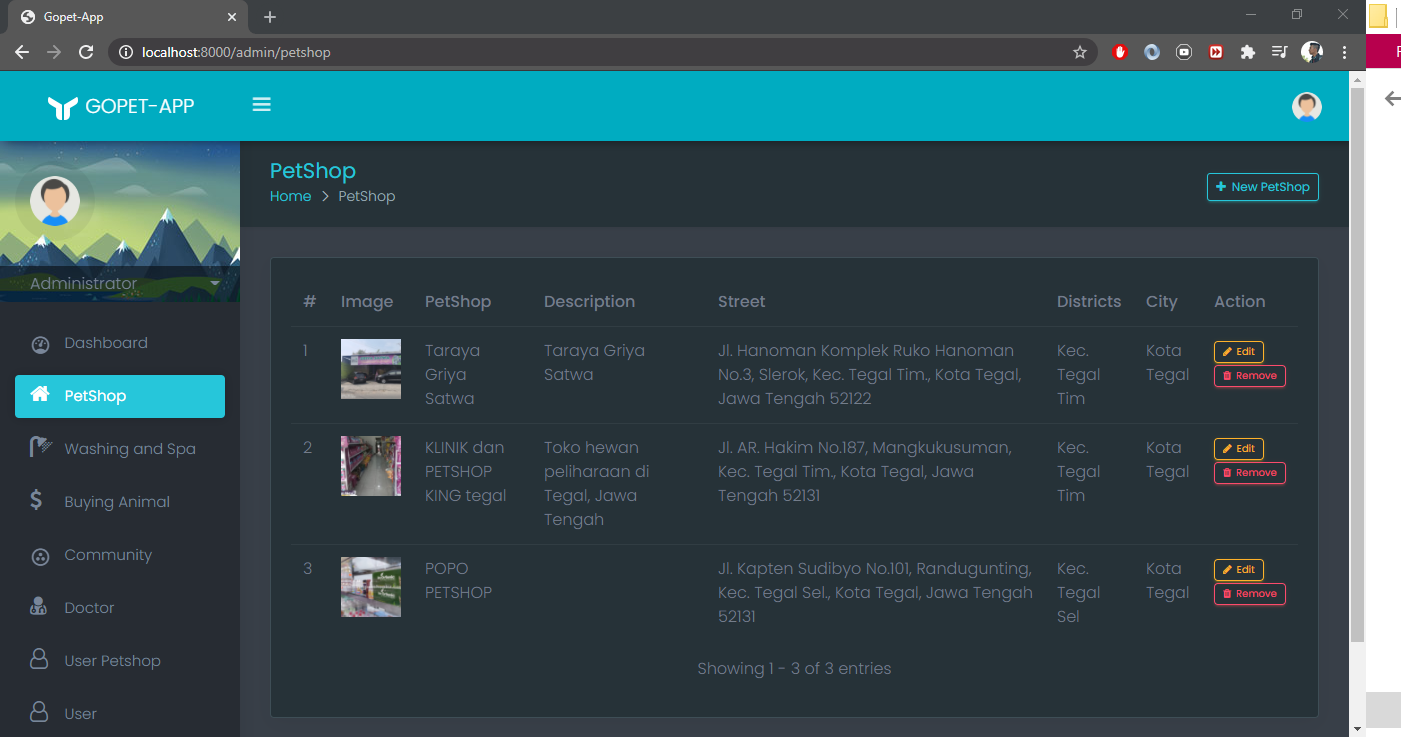 Gopet-App
localhost:8000/admin/petshop
GOPET-APP
Administrator
Dashboard
PetShop
Washing and Spa
Buying Animal
Community
Doctor
User Petshop
User
PetShop
Home > PetShop
+ New PetShop
# Image PetShop Description Street Districts City Action
1 Taraya Taraya Griya Jl. Hanoman Komplek Ruko Hanoman Kec. Kota Edit
Griya Satwa No.3, Slerok, Kec. Tegal Tim., Kota Tegal, Tegal Tegal Remove
Satwa Jawa Tengah 52122 Tim
2 KLINIK dan Toko hewan Jl. AR. Hakim No.187, Mangkukusuman, Kec. Kota Edit
PETSHOP peliharaan di Kec. Tegal Tim., Kota Tegal, Jawa Tegal Tegal Remove
KING tegal Tegal, Jawa Tengah 52131 Tim
Tengah
3 POPO Jl. Kapten Sudibyo No.101, Randugunting, Kec. Kota Edit
PETSHOP Kec. Tegal Sel., Kota Tegal, Jawa Tengah Tegal Tegal Remove
52131 Sel
Showing 1 - 3 of 3 entries